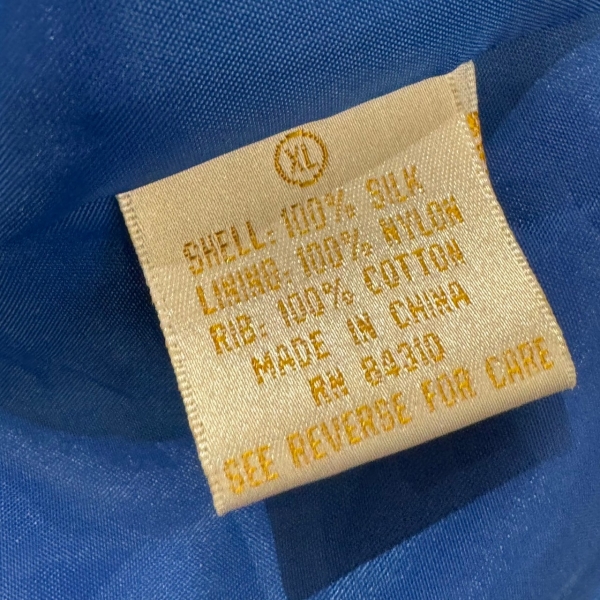 XL
SHELL: 100% SILK
LINING: 100% NYLON
RIB: 100% COTTON
MADE IN CHINA
RN 84310
SEE REVERSE FOR CARE